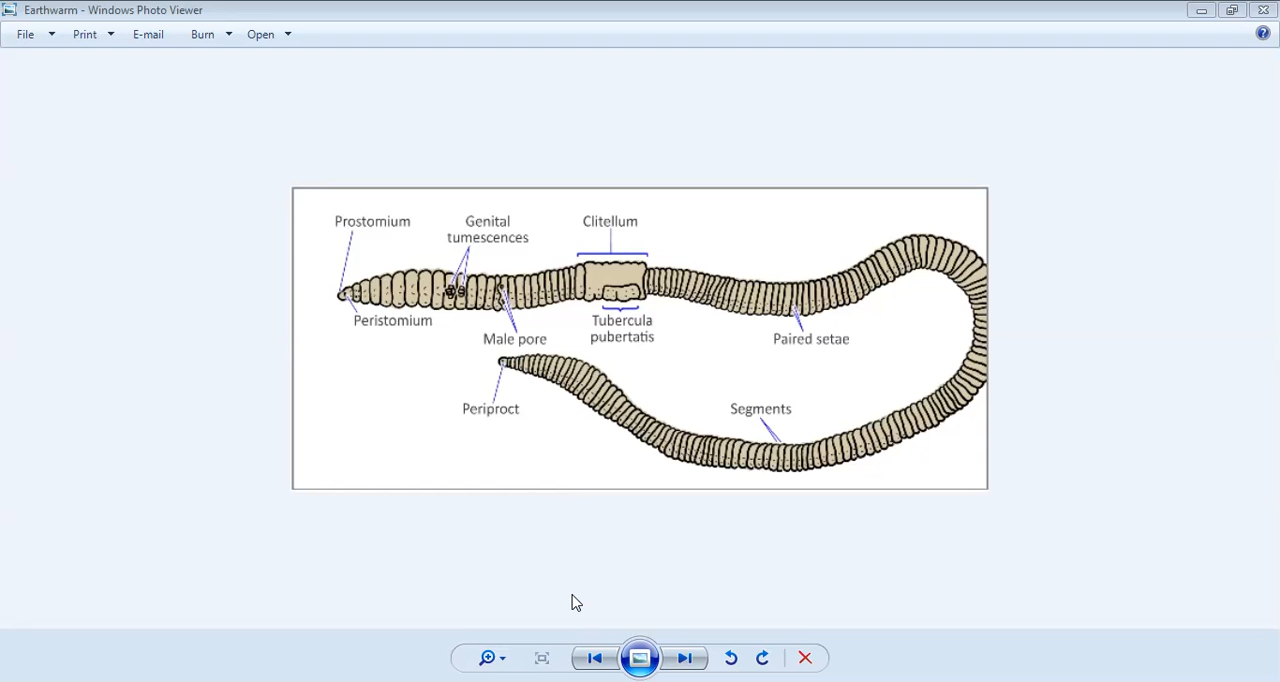 Earthwarm - Windows Photo Viewer
File Print E-mail Burn Open
Prostomium
Genital
tumescences
Clitellum
Peristomium
Male pore
Tubercula
pubertatis
Paired setae
Periproct
Segments